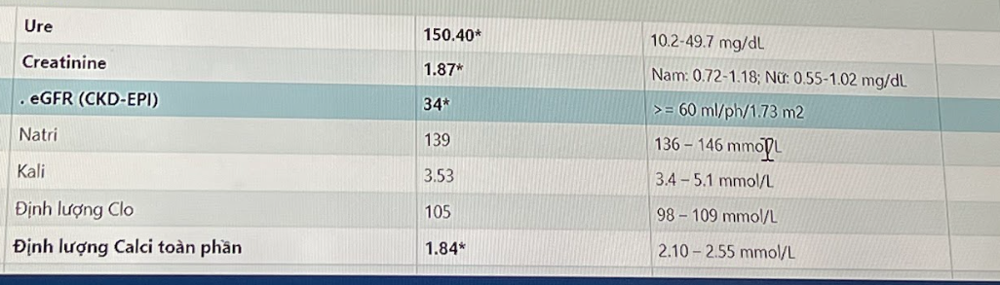 Ure 150.40* 10.2-49.7 mg/dL
Creatinine 1.87* Nam: 0.72-1.18; Nữ: 0.55-1.02 mg/dL
. eGFR (CKD-EPI) 34* >= 60 ml/ph/1.73 m2
Natri 139 136 – 146 mmol/L
Kali 3.53 3.4 – 5.1 mmol/L
Định lượng Clo 105 98 – 109 mmol/L
Định lượng Calci toàn phần 1.84* 2.10 – 2.55 mmol/L